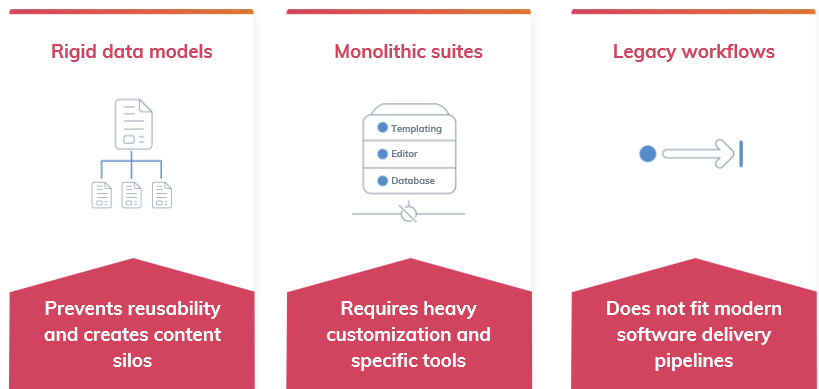 Rigid data models
Prevents reusability
and creates content
silos
Monolithic suites
Templating
Editor
Database
Requires heavy
customization and
specific tools
Legacy workflows
Does not fit modern
software delivery
pipelines